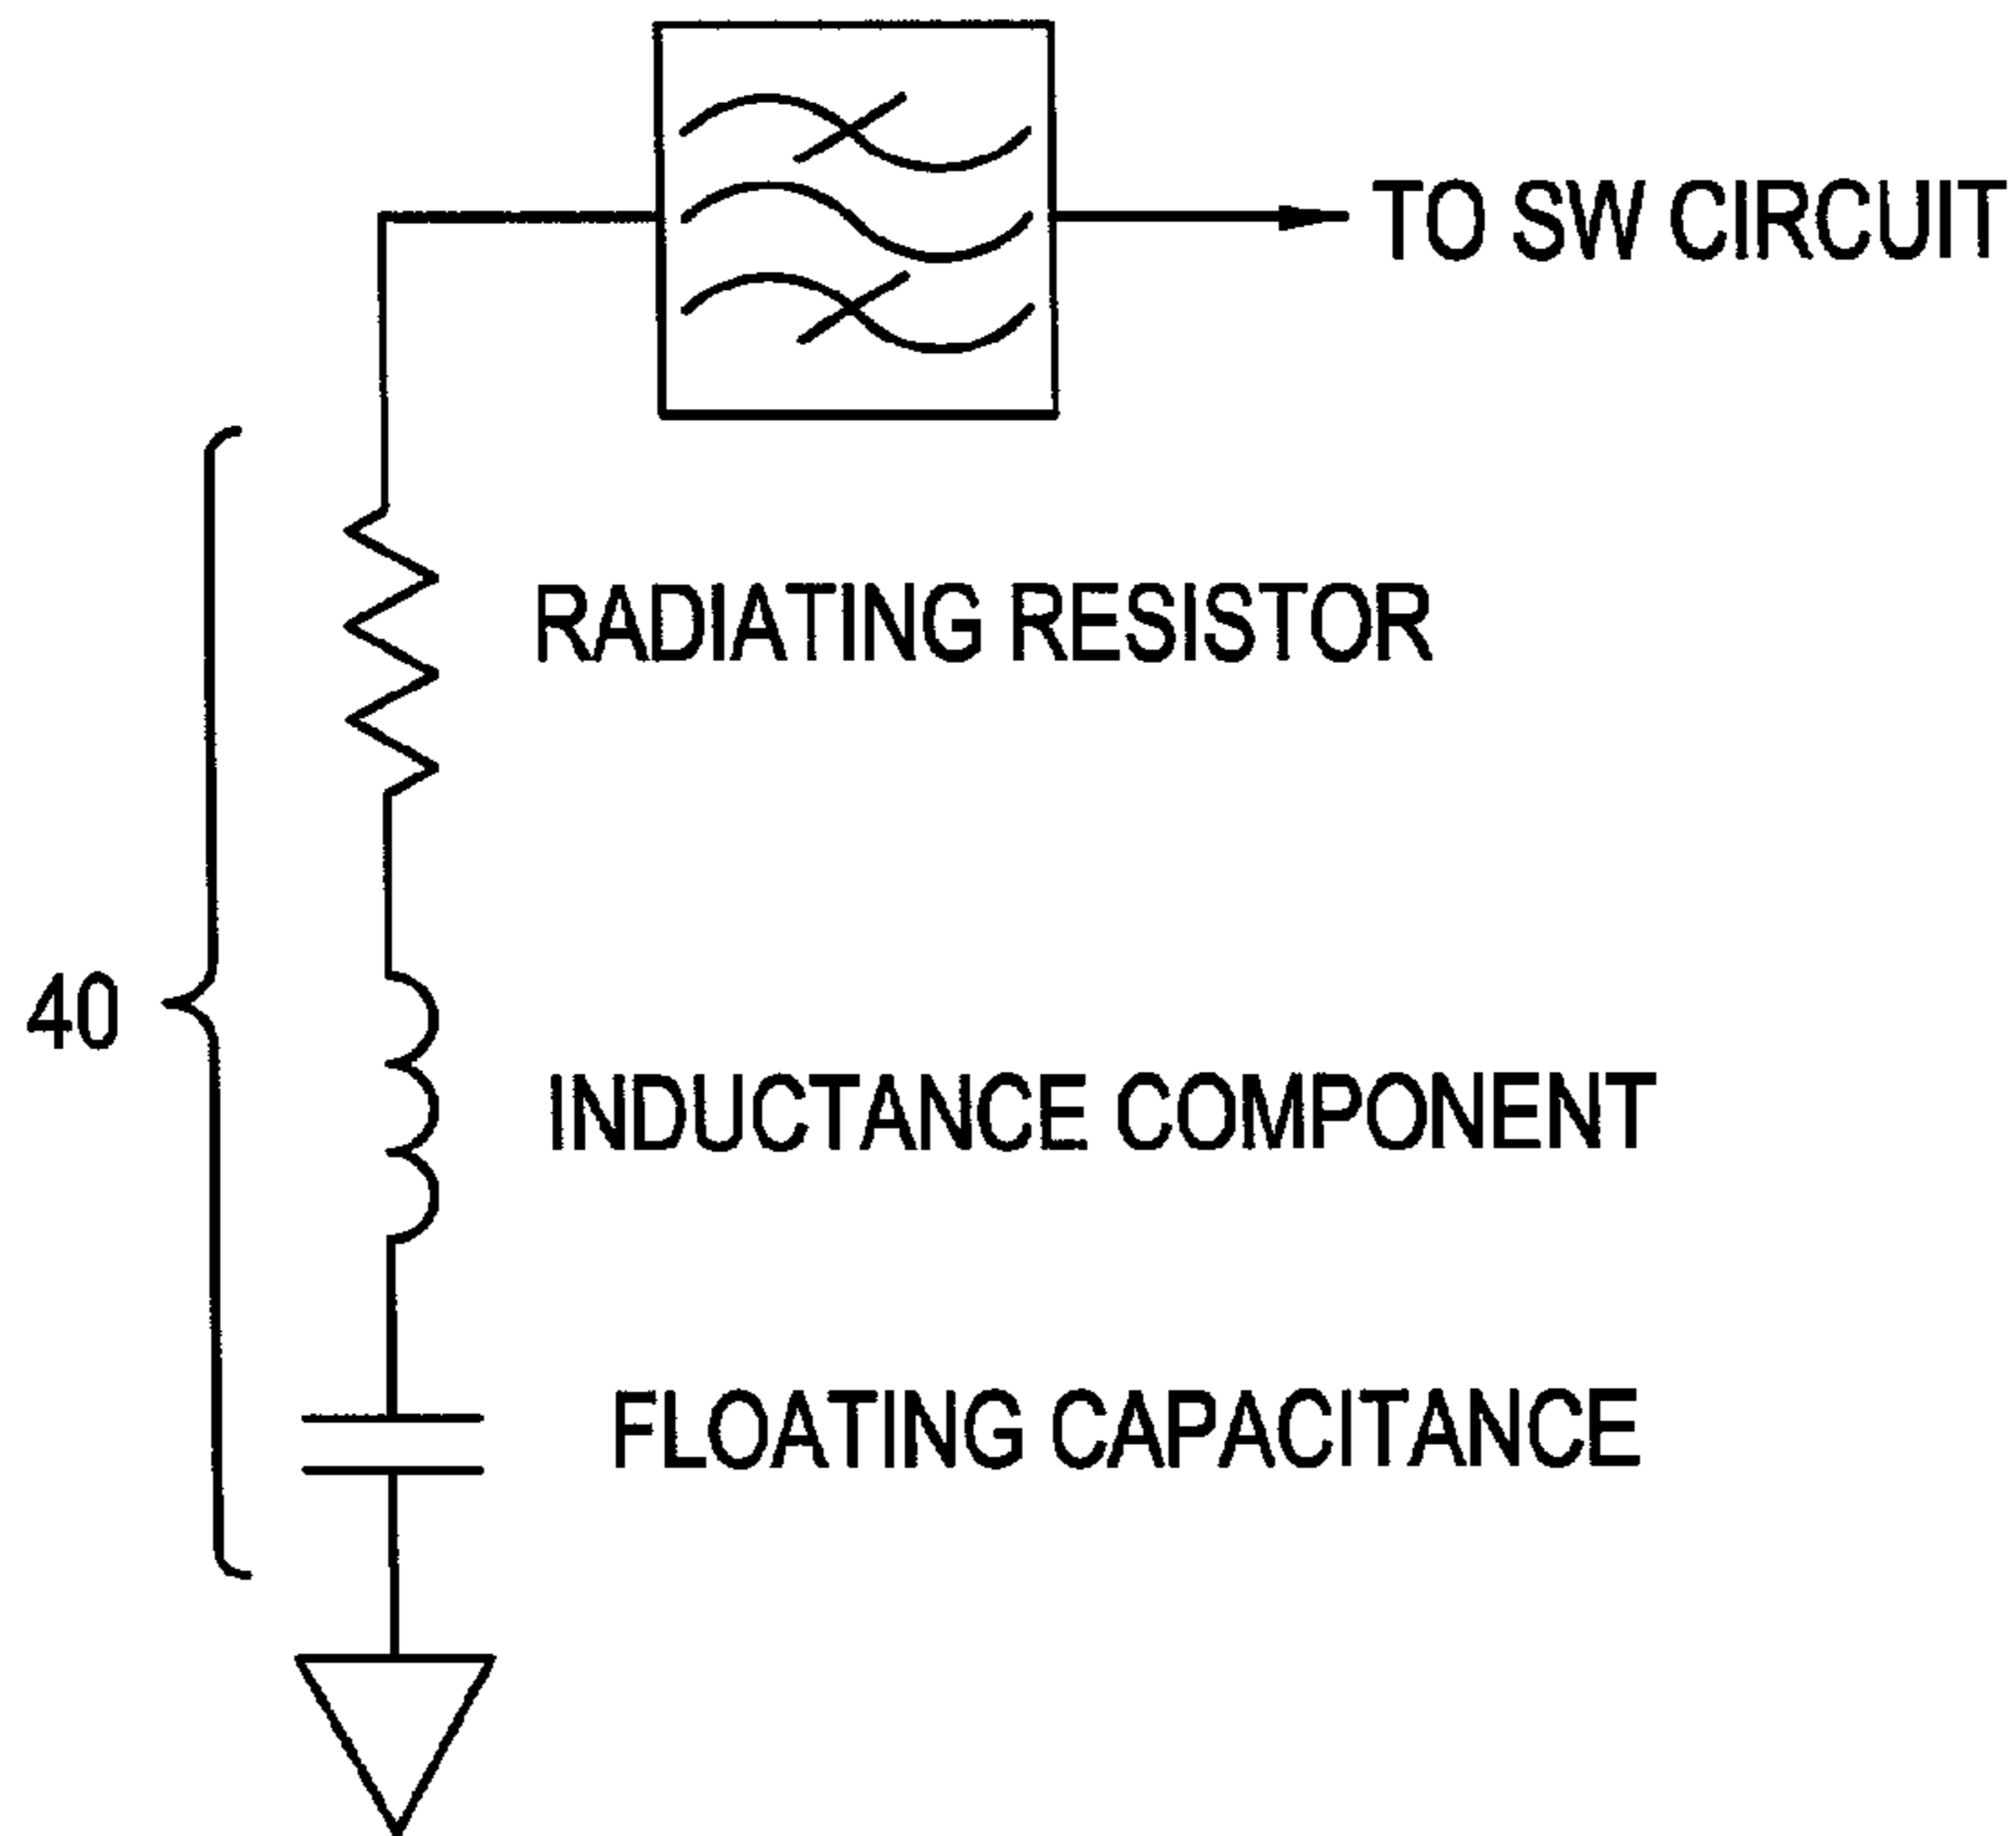 TO SW CIRCUIT
RADIATING RESISTOR
40
INDUCTANCE COMPONENT
FLOATING CAPACITANCE